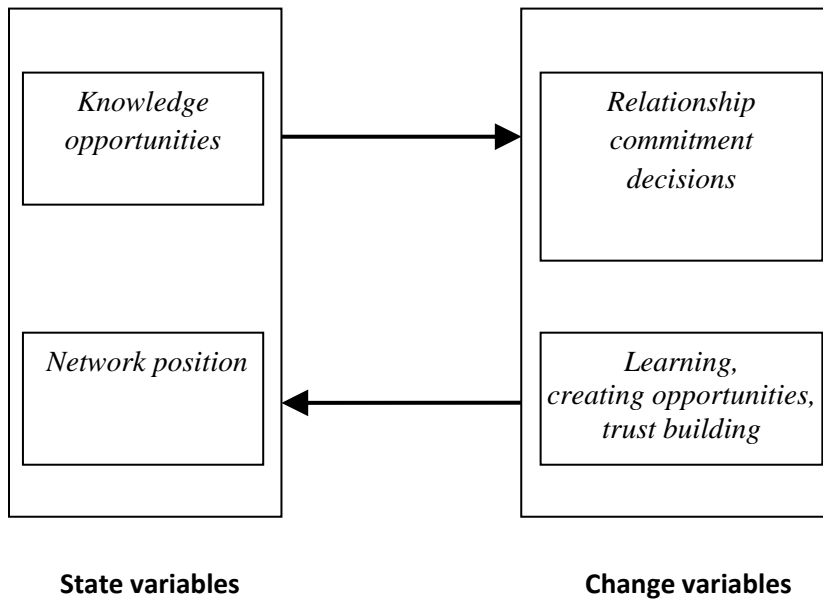 Knowledge
opportunities
Relationship
commitment
decisions
Network position
Learning,
creating opportunities,
trust building
State variables
Change variables